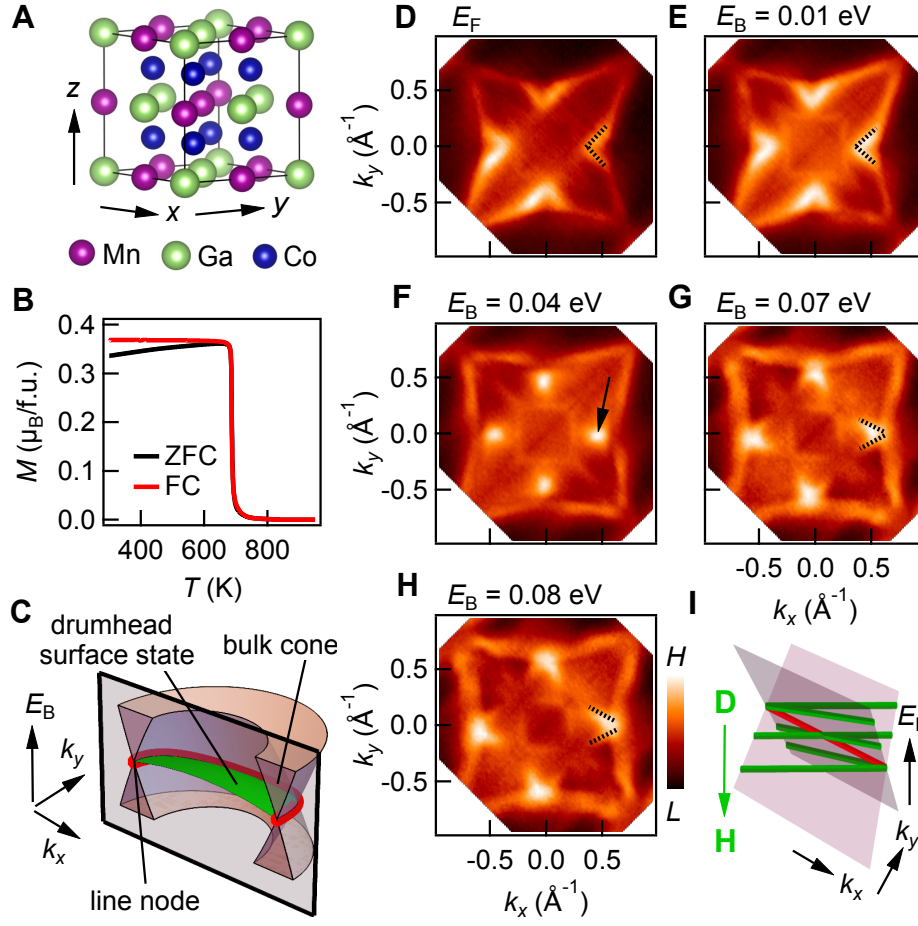 A
z
x
y
Mn Ga Co
B
M (μB/f.u.)
0.4
0.3
0.2
0.1
0.0
ZFC
FC
400 600 800
T (K)
C
drumhead
surface state
bulk cone
EB
ky
kx
line node
D EF
ky (Å-1)
0.5
0.0
-0.5
E EB = 0.01 eV
F EB = 0.04 eV
ky (Å-1)
0.5
0.0
-0.5
G EB = 0.07 eV
-0.5 0.0 0.5
kx (Å-1)
H EB = 0.08 eV
ky (Å-1)
0.5
0.0
-0.5
-0.5 0.0 0.5
kx (Å-1)
H
L
I
D
H
ky
kx